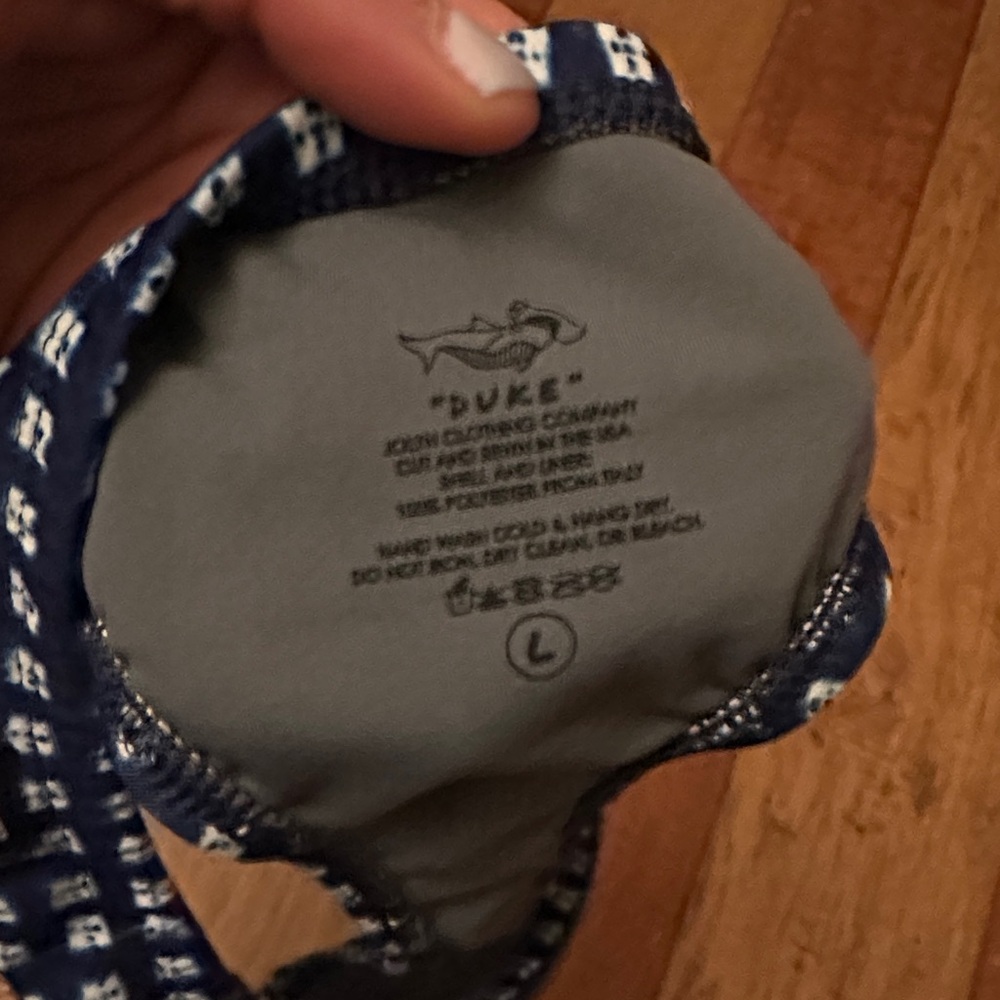 "DUKE"
JOLYN CLOTHING COMPANY
CUT AND SEWN IN THE USA
SHELL AND LINER:
100% POLYESTER FROM ITALY
HAND WASH COLD & HANG DRY.
DO NOT IRON, DRY CLEAN, OR BLEACH.
L